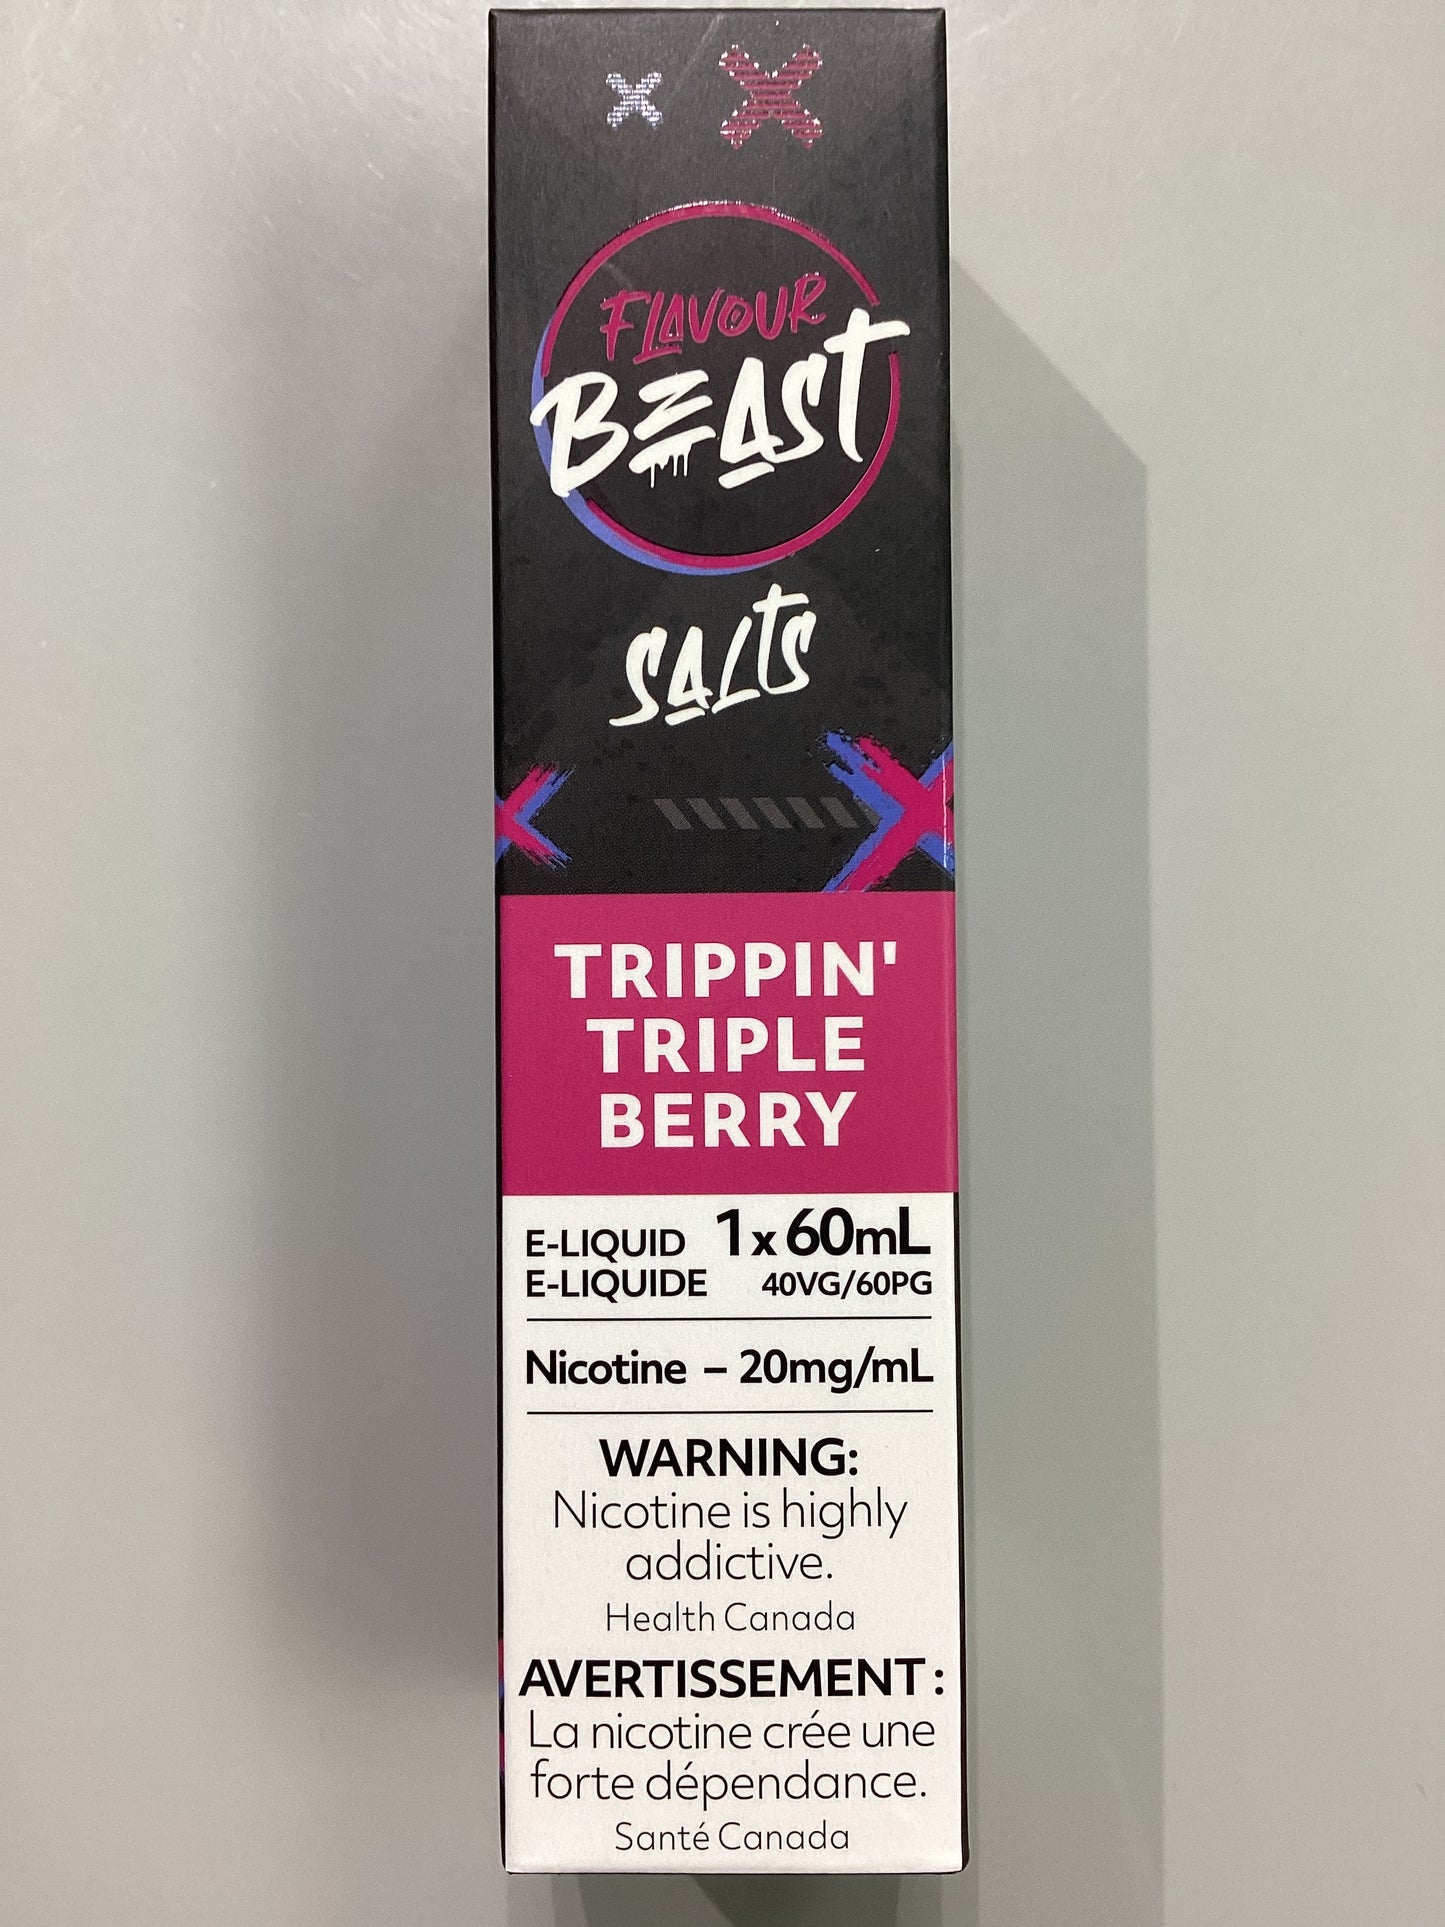 FLAVOUR
BEAST
SALTS
TRIPPIN'
TRIPLE
BERRY
E-LIQUID 1 x 60mL
E-LIQUIDE 40VG/60PG
Nicotine – 20mg/mL
WARNING:
Nicotine is highly
addictive.
Health Canada
AVERTISSEMENT :
La nicotine crée une
forte dépendance.
Santé Canada